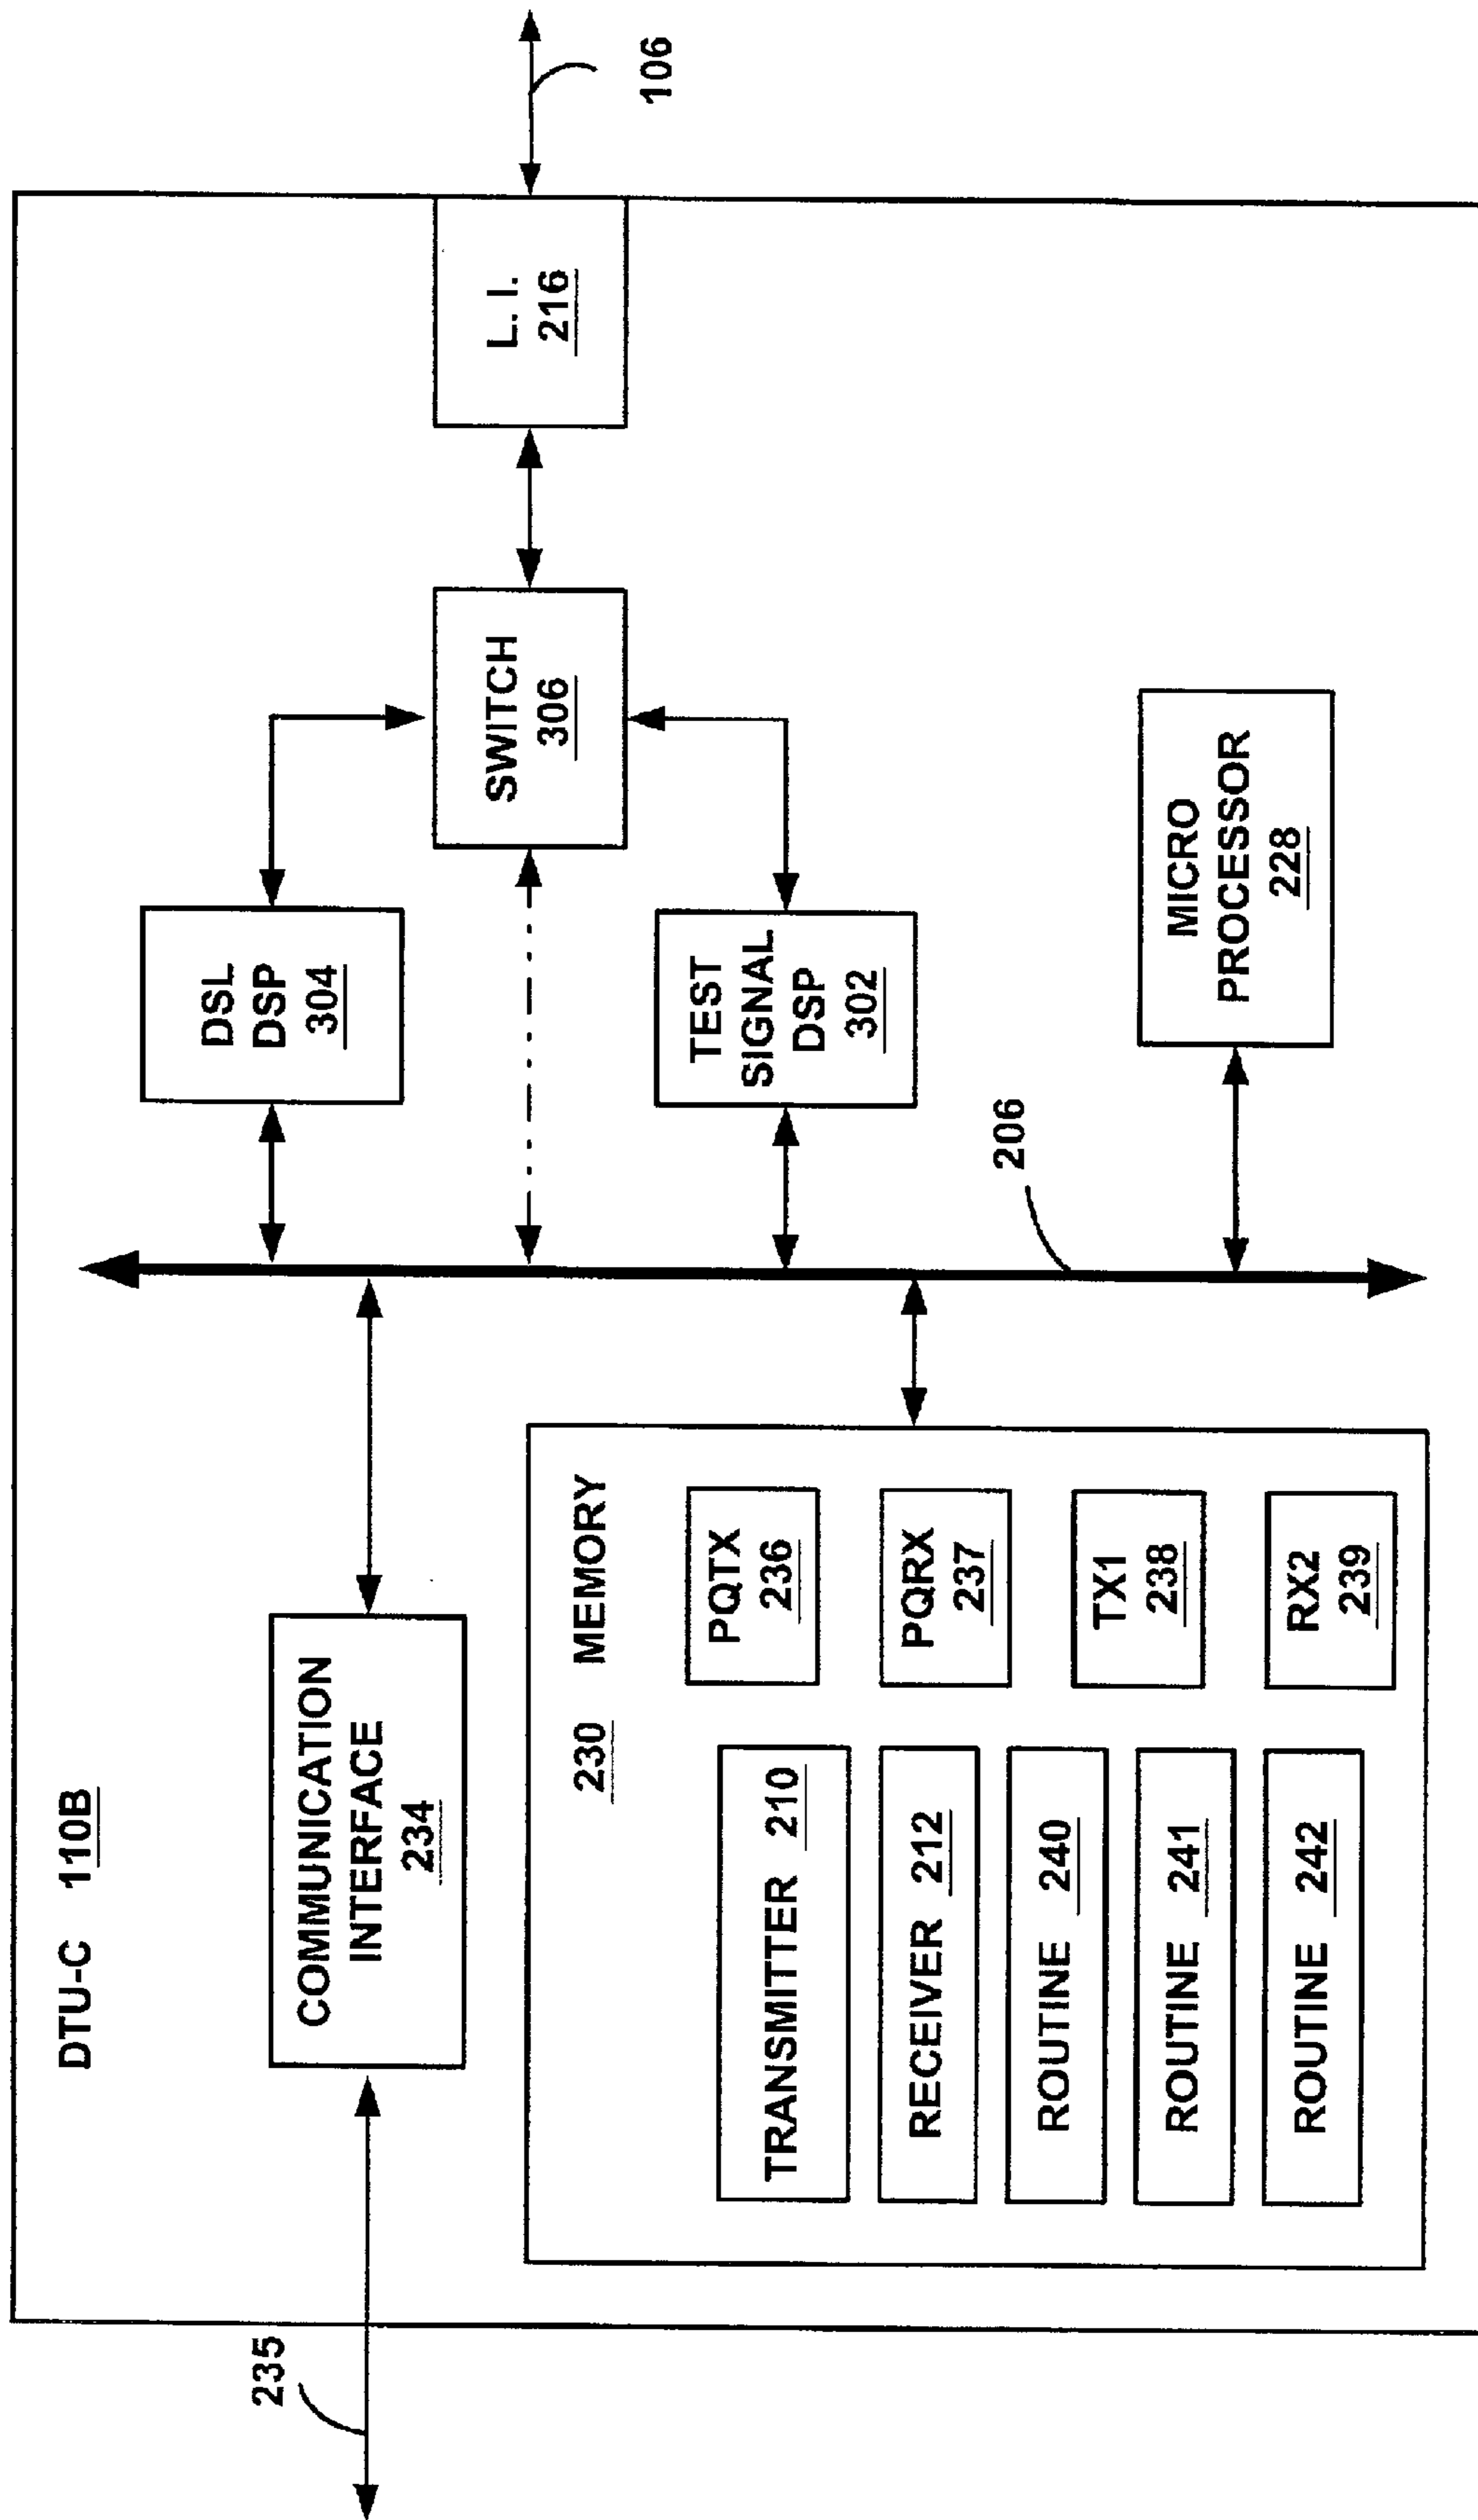 DTU-C 110B
235
COMMUNICATION
INTERFACE
234
230 MEMORY
TRANSMITTER 210
RECEIVER 212
ROUTINE 240
ROUTINE 241
ROUTINE 242
PQTX
236
PQRX
237
TX1
238
RX2
239
206
DSL
DSP
304
TEST
SIGNAL
DSP
302
MICRO
PROCESSOR
228
SWITCH
306
L. I.
216
106